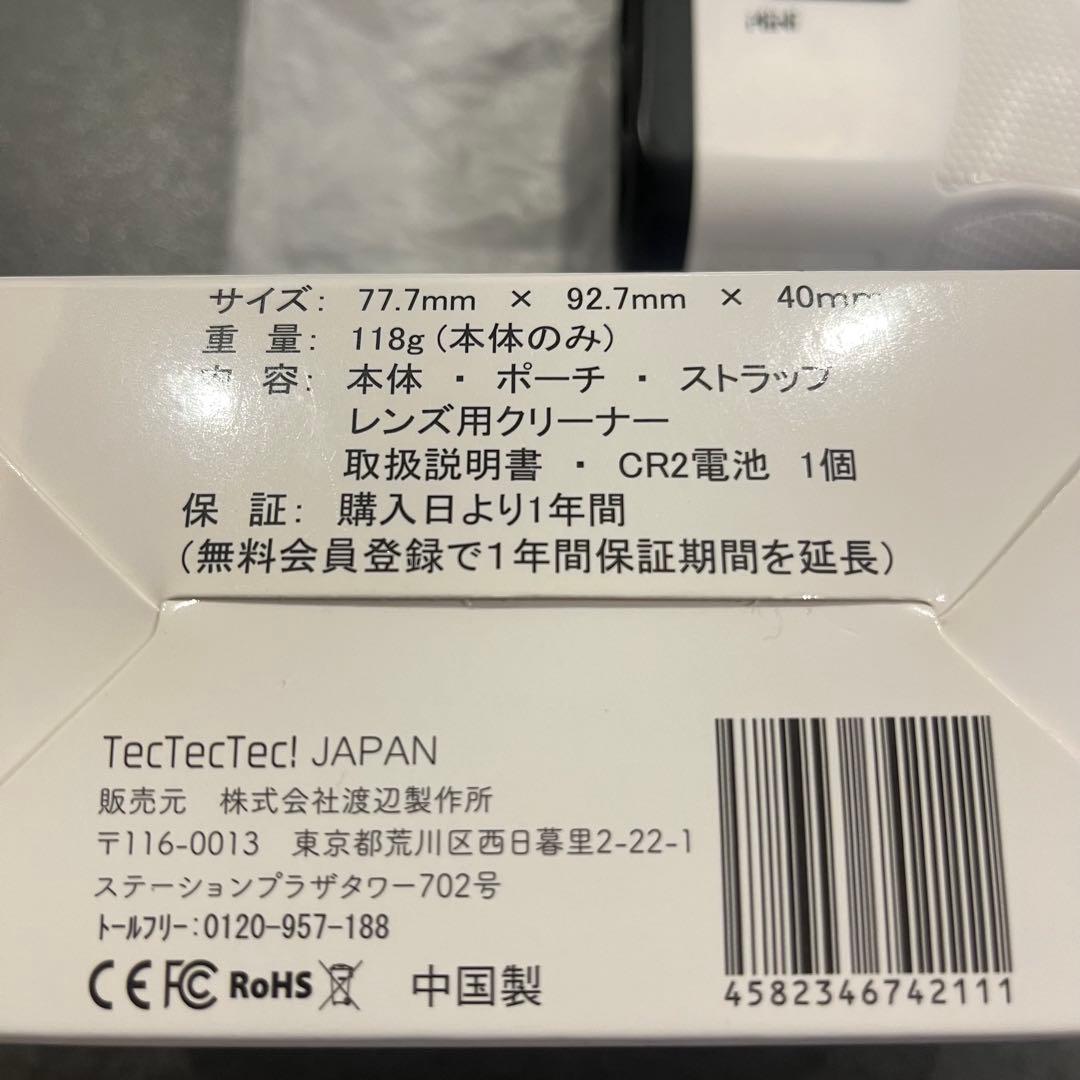 サイズ： 77.7mm × 92.7mm × 40mm
重 量： 118g（本体のみ）
内 容： 本体 ・ ポーチ ・ ストラップ
レンズ用クリーナー
取扱説明書 ・ CR2電池 1個
保 証： 購入日より1年間
（無料会員登録で１年間保証期間を延長）
TecTecTec! JAPAN
販売元 株式会社渡辺製作所
〒116-0013 東京都荒川区西日暮里2-22-1
ステーションプラザタワー702号
ﾄｰﾙﾌﾘｰ：0120-957-188
CE FC RoHS 中国製
4582346742111